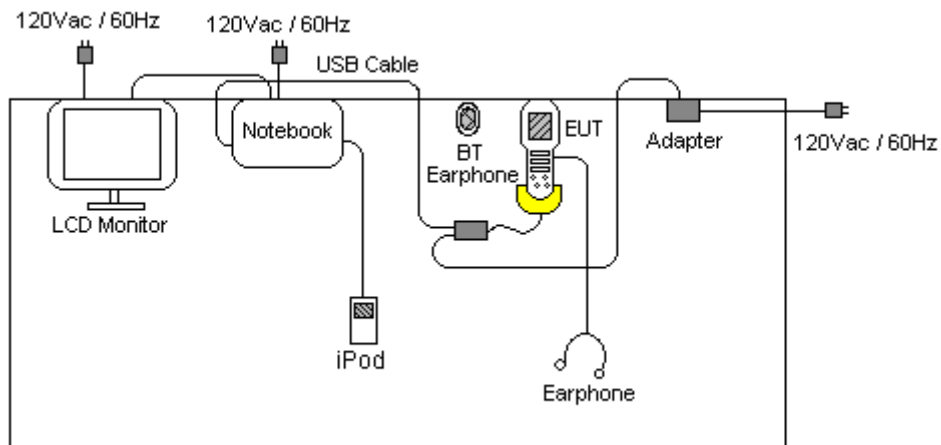 120Vac / 60Hz
120Vac / 60Hz
USB Cable
Notebook
BT
Earphone
EUT
Adapter
120Vac / 60Hz
LCD Monitor
iPod
Earphone